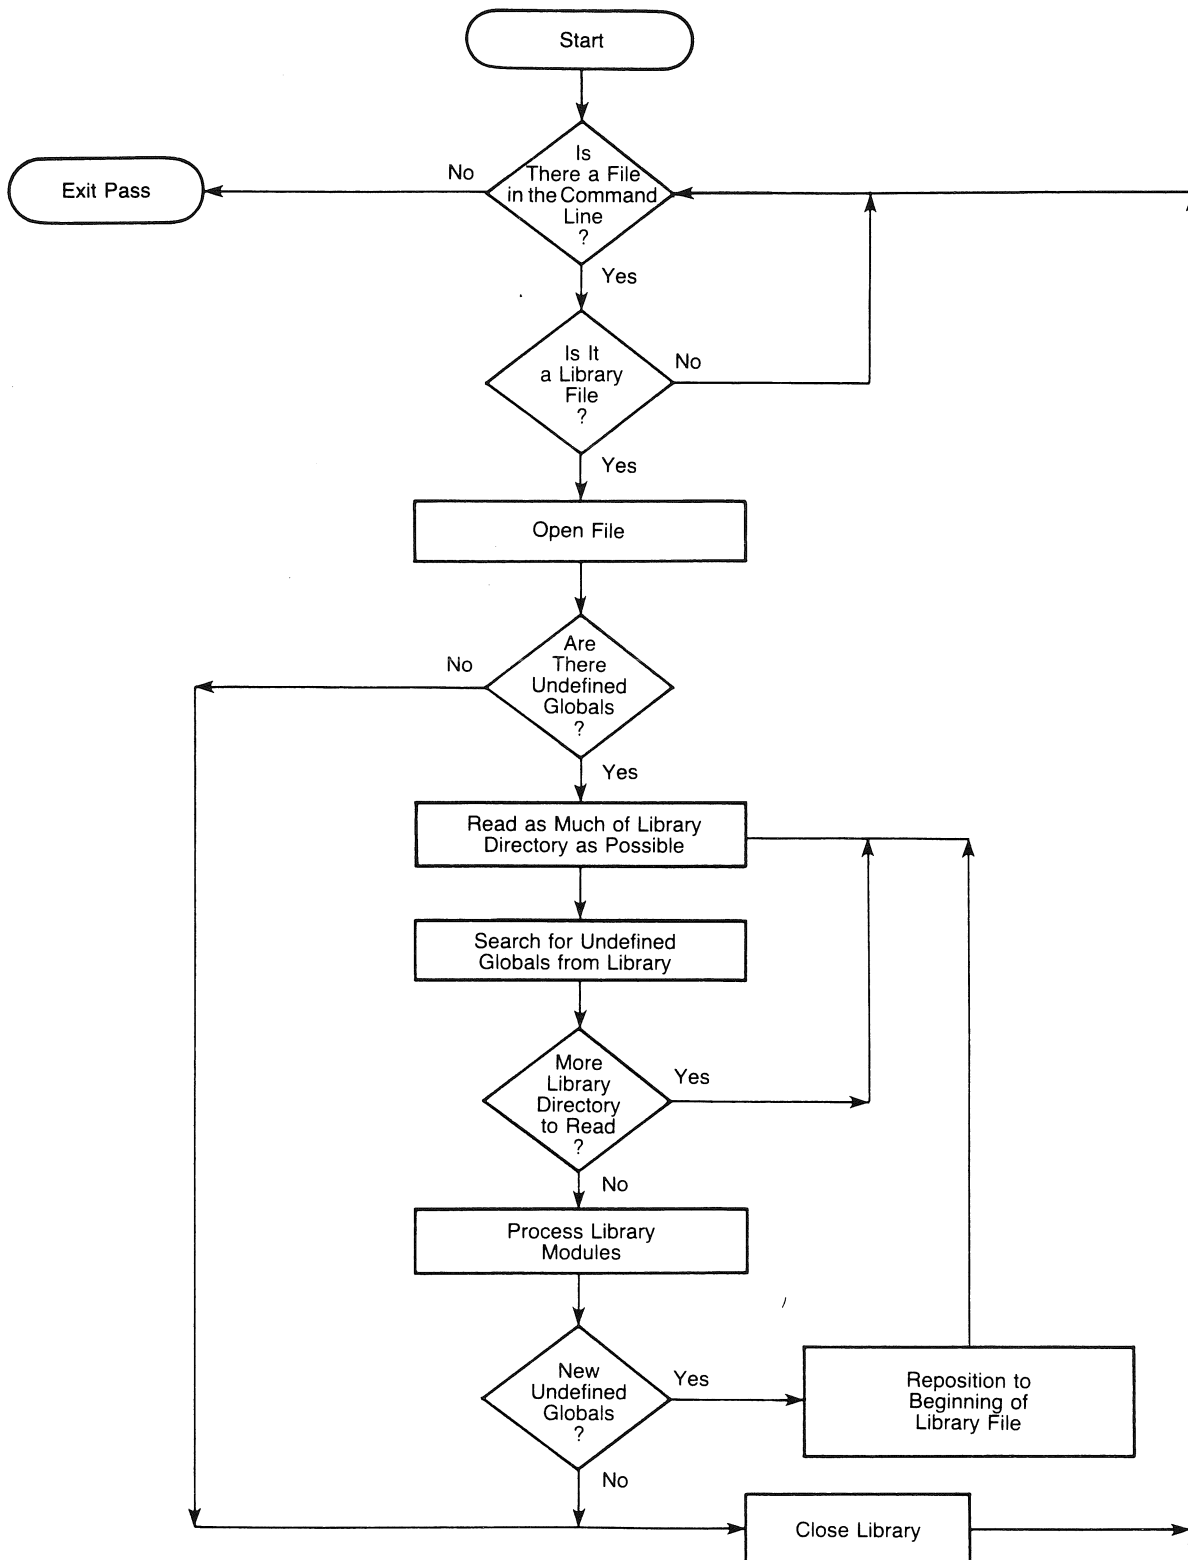 Start
Is
There a File
in the Command
Line
?
No
Exit Pass
Yes
Is It
a Library
File
?
No
Yes
Open File
Are
There
Undefined
Globals
?
No
Yes
Read as Much of Library
Directory as Possible
Search for Undefined
Globals from Library
More
Library
Directory
to Read
?
Yes
No
Process Library
Modules
New
Undefined
Globals
?
Yes
Reposition to
Beginning of
Library File
No
Close Library